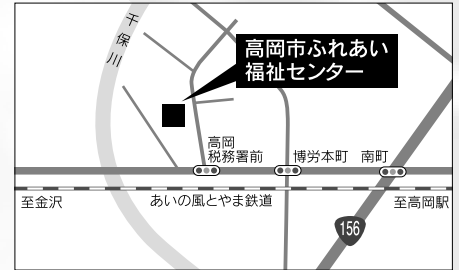 千保川
高岡市ふれあい
福祉センター
高岡
税務署前
博労本町
南町
至金沢
あいの風とやま鉄道
至高岡駅
156